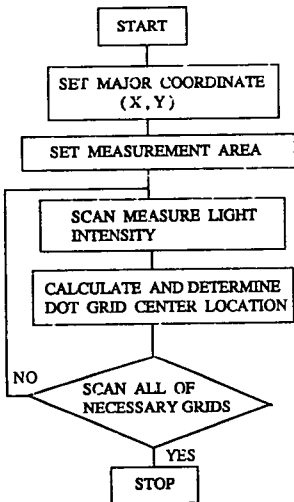 START
SET MAJOR COORDINATE
(X,Y)
SET MEASUREMENT AREA
SCAN MEASURE LIGHT
INTENSITY
CALCULATE AND DETERMINE
DOT GRID CENTER LOCATION
NO
SCAN ALL OF
NECESSARY GRIDS
YES
STOP